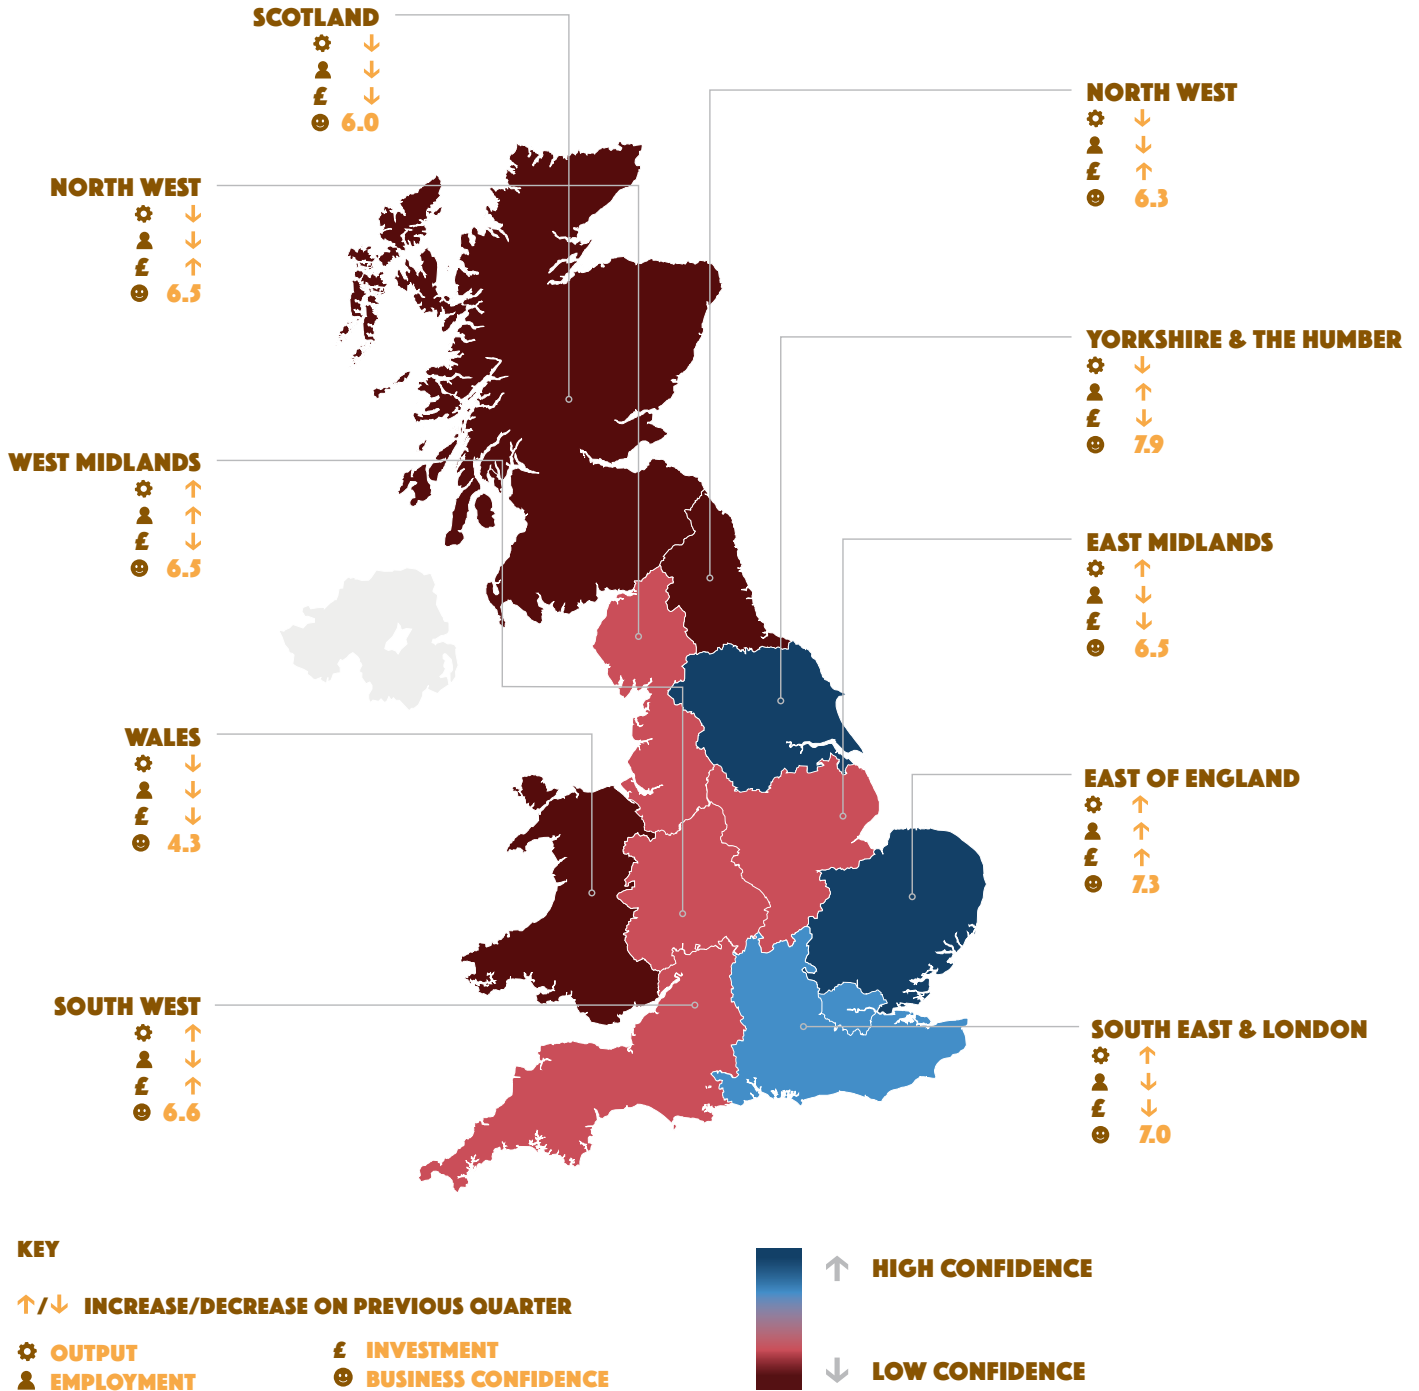 SCOTLAND
↓
↓
£ ↓
6.0
NORTH WEST
↓
↓
£ ↑
6.3
NORTH WEST
↓
↓
£ ↑
6.5
YORKSHIRE & THE HUMBER
↓
↑
£ ↓
7.9
WEST MIDLANDS
↑
↑
£ ↓
6.5
EAST MIDLANDS
↑
↓
£ ↓
6.5
WALES
↓
↓
£ ↓
4.3
EAST OF ENGLAND
↑
↑
£ ↑
7.3
SOUTH WEST
↑
↓
£ ↑
6.6
SOUTH EAST & LONDON
↑
↓
£ ↓
7.0
KEY
↑/↓ INCREASE/DECREASE ON PREVIOUS QUARTER
OUTPUT
EMPLOYMENT
£ INVESTMENT
BUSINESS CONFIDENCE
↑ HIGH CONFIDENCE
↓ LOW CONFIDENCE